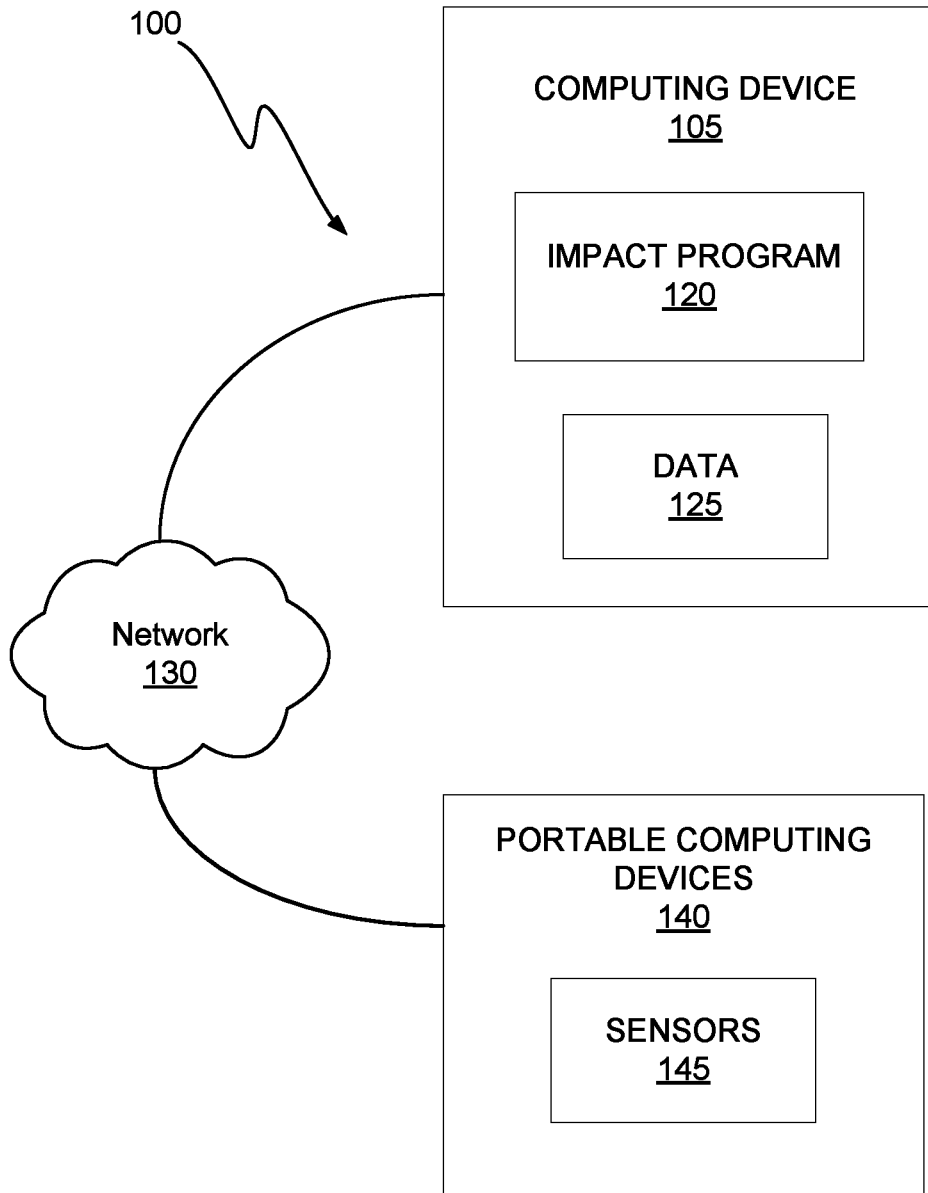 100
COMPUTING DEVICE
105
IMPACT PROGRAM
120
DATA
125
Network
130
PORTABLE COMPUTING
DEVICES
140
SENSORS
145